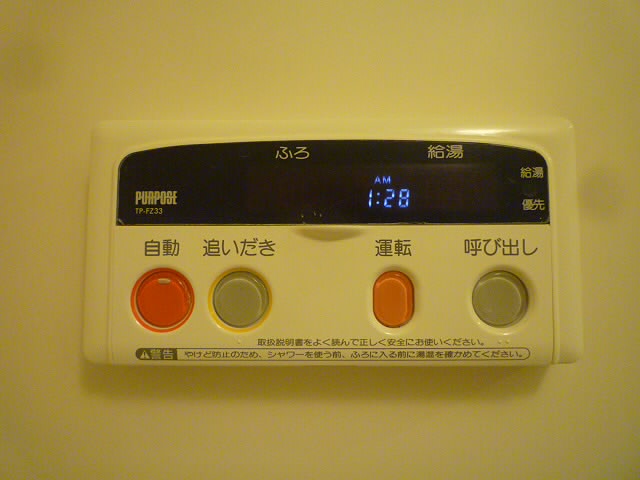 ふろ 給湯
給湯
優先
PURPOSE
TP-FZ33
AM
1:28
自動 追いだき 運転 呼び出し
取扱説明書をよく読んで正しく安全にお使いください。
警告 やけど防止のため、シャワーを使う前、ふろに入る前に湯温を確かめてください。